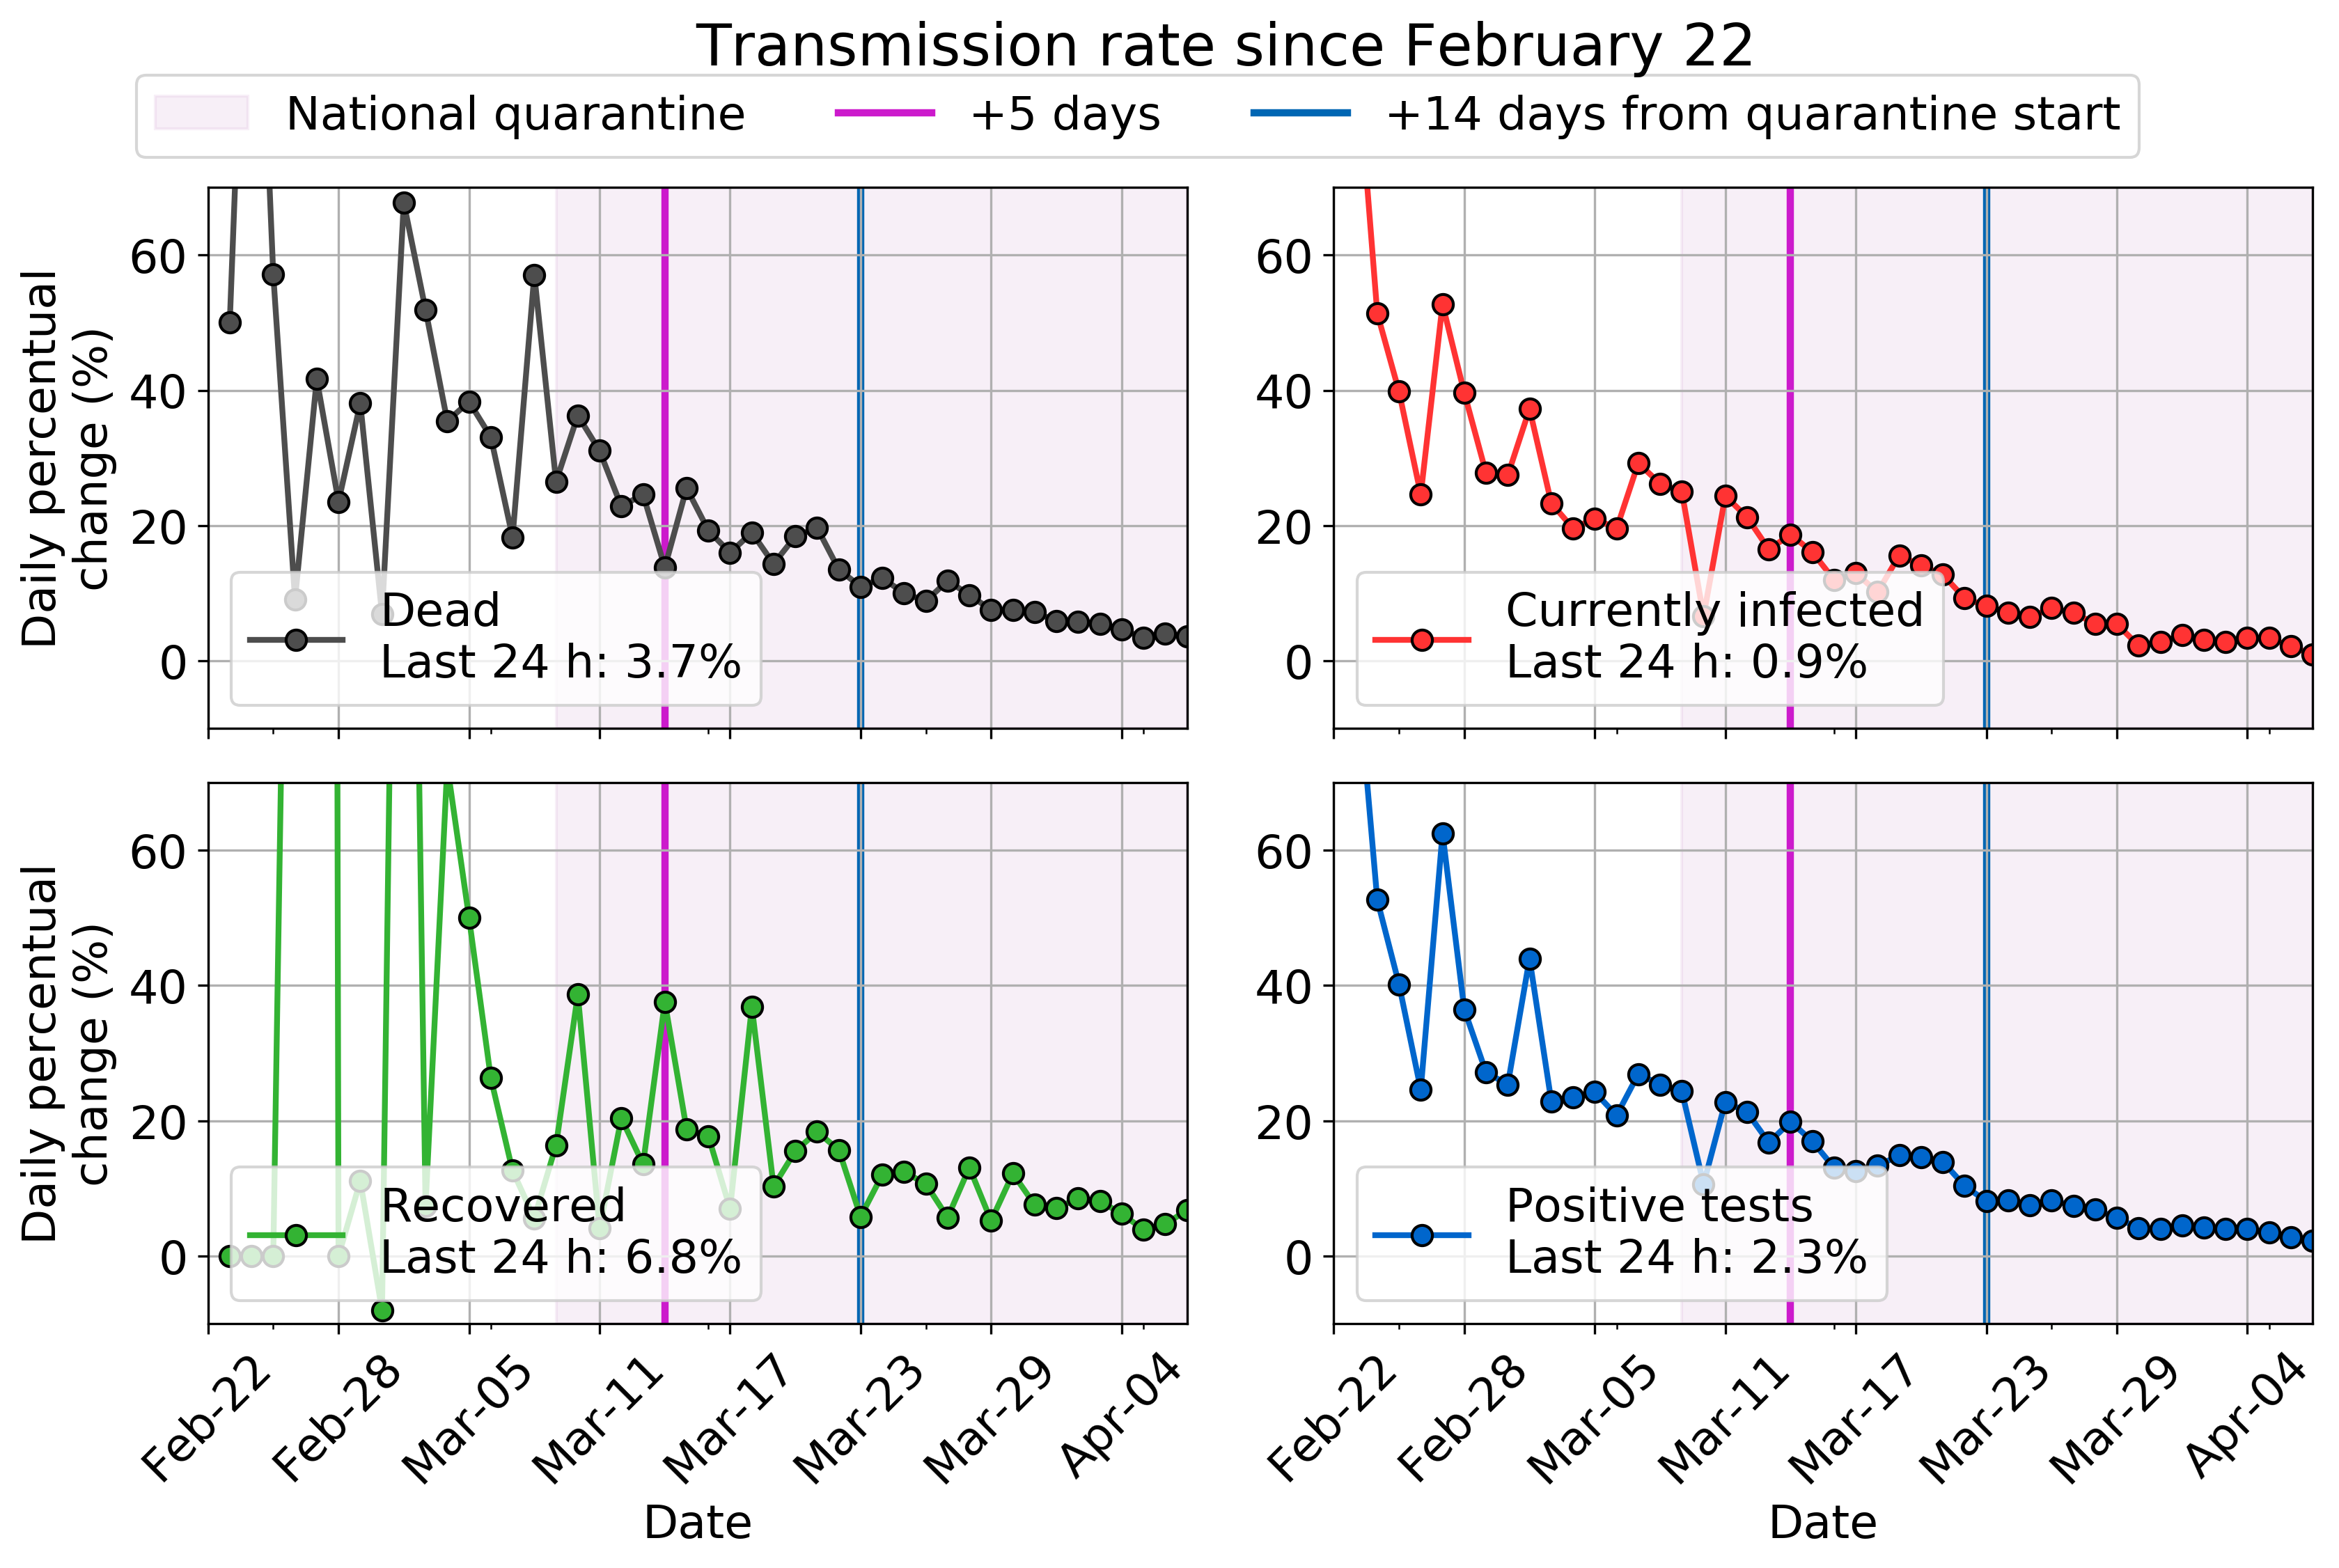 Transmission rate since February 22
National quarantine +5 days +14 days from quarantine start
Daily percentual
change (%)
60
40
20
0
Dead
Last 24 h: 3.7%
60
40
20
0
Currently infected
Last 24 h: 0.9%
Daily percentual
change (%)
60
40
20
0
Recovered
Last 24 h: 6.8%
Feb-22 Feb-28 Mar-05 Mar-11 Mar-17 Mar-23 Mar-29 Apr-04
Date
60
40
20
0
Positive tests
Last 24 h: 2.3%
Feb-22 Feb-28 Mar-05 Mar-11 Mar-17 Mar-23 Mar-29 Apr-04
Date